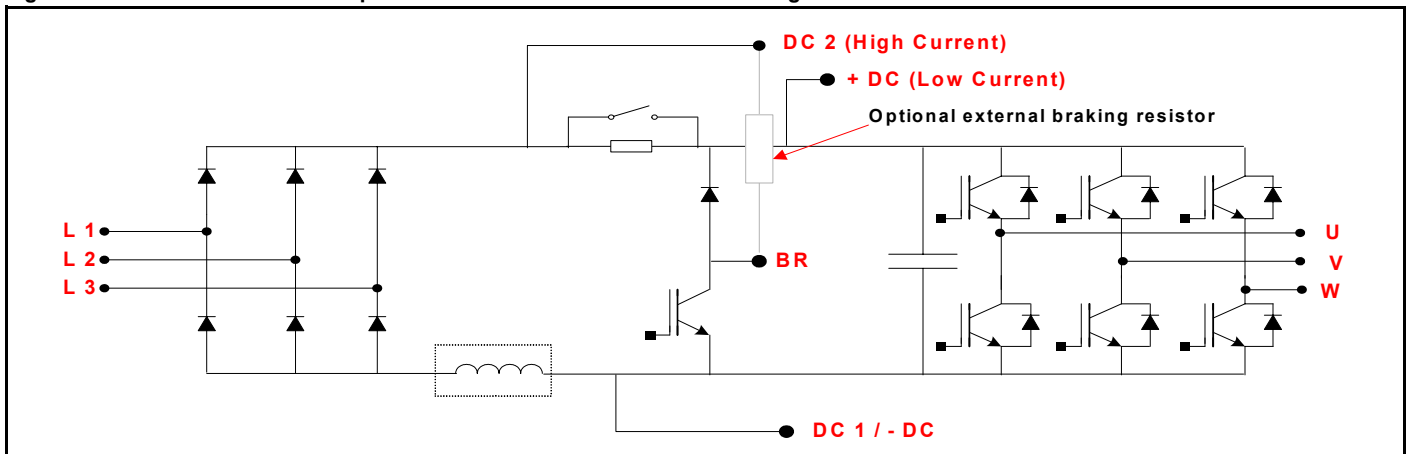 DC 2 (High Current)
+ DC (Low Current)
Optional external braking resistor
L 1
L 2
L 3
BR
U
V
W
DC 1 / - DC